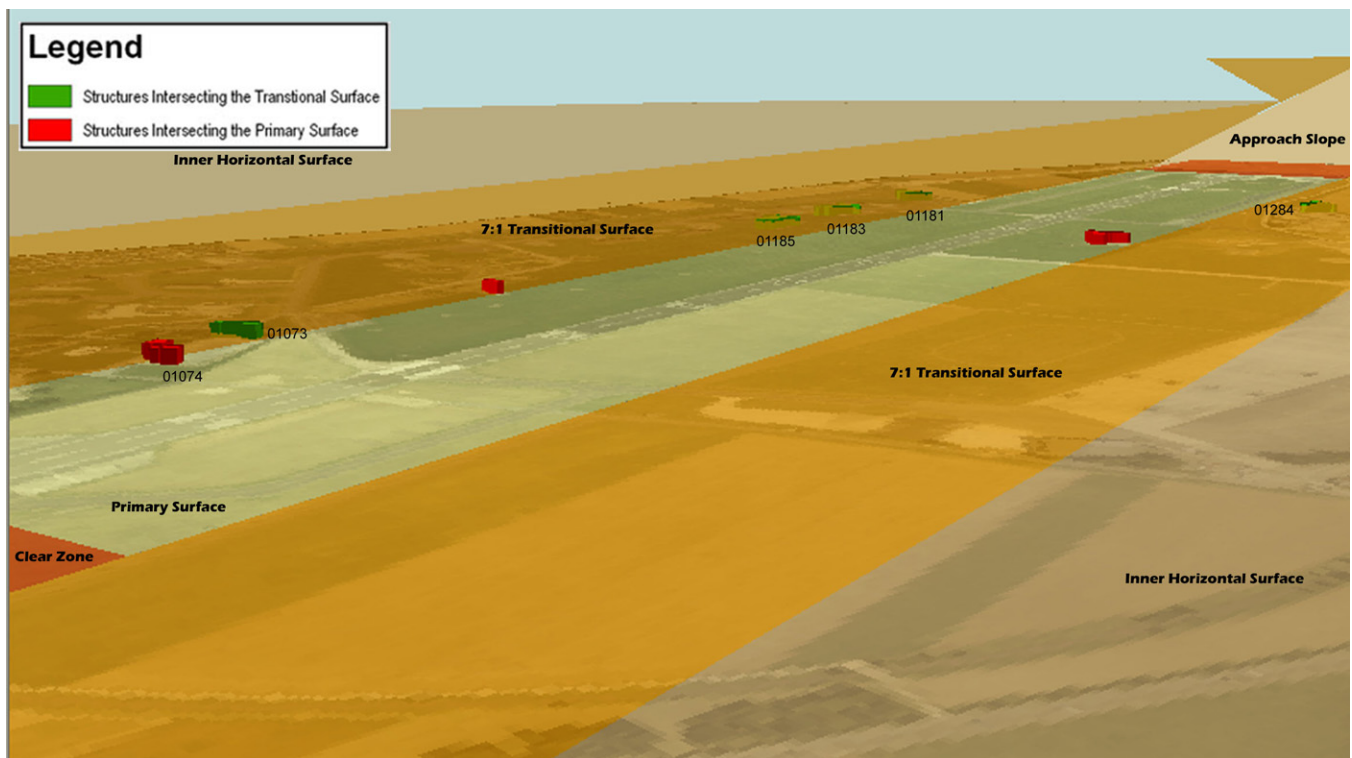 Legend
Structures Intersecting the Transtional Surface
Structures Intersecting the Primary Surface
Inner Horizontal Surface
Approach Slope
7:1 Transitional Surface
01181
01183
01185
01284
01073
01074
7:1 Transitional Surface
Primary Surface
Clear Zone
Inner Horizontal Surface